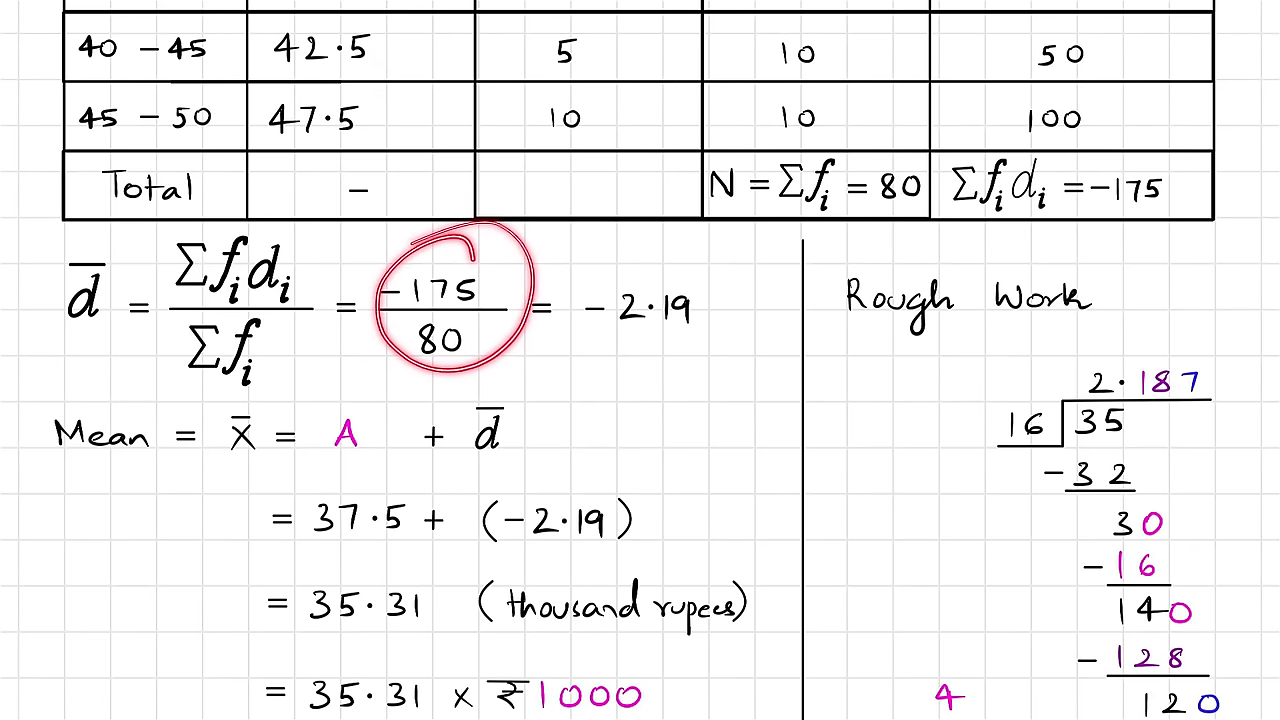 40 - 45 42.5 5 10 50
45 - 50 47.5 10 10 100
Total - N = Σfᵢ = 80 Σfᵢdᵢ = -175
d̅ = Σfᵢdᵢ / Σfᵢ = -175 / 80 = - 2.19
Mean = x̅ = A + d̅
= 37.5 + (-2.19)
= 35.31 (thousand rupees)
= 35.31 × ₹ 1000
Rough Work
2.187
16 35
-32
30
-16
140
-128
4 120